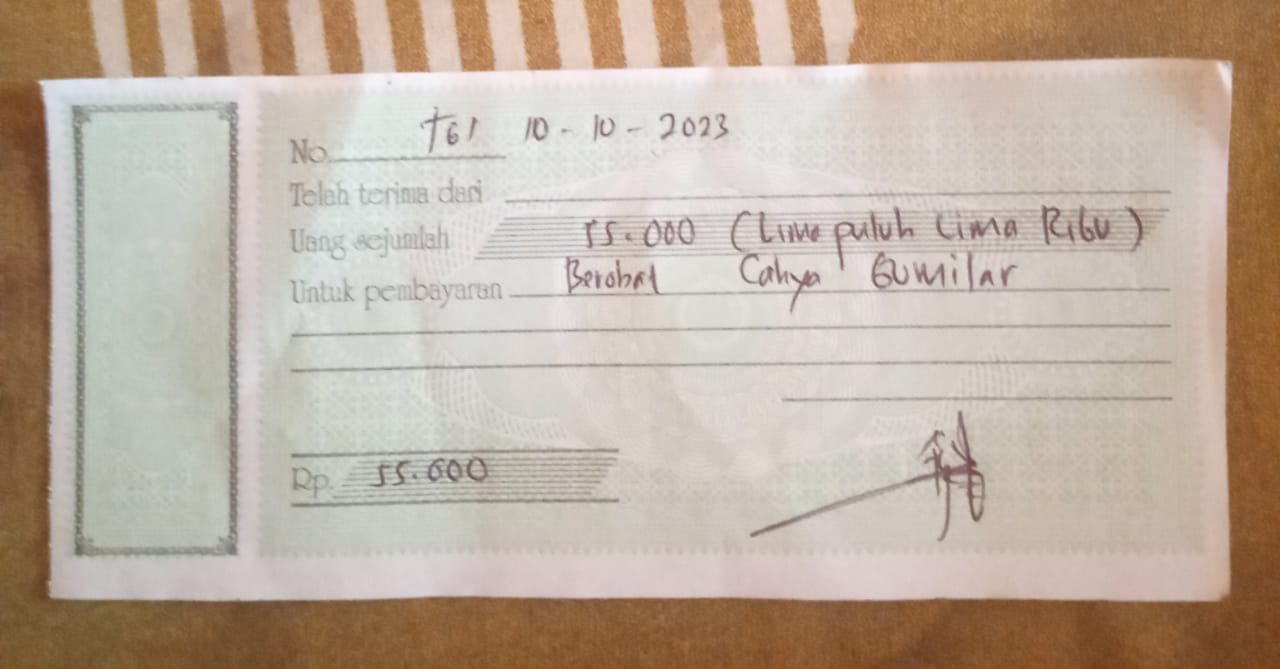 No. Tgl 10-10-2023
Telah terima dari
Uang sejumlah 55.000 (Lima puluh Lima Ribu)
Untuk pembayaran Berobat Cahya Gumilar
Rp. 55.000